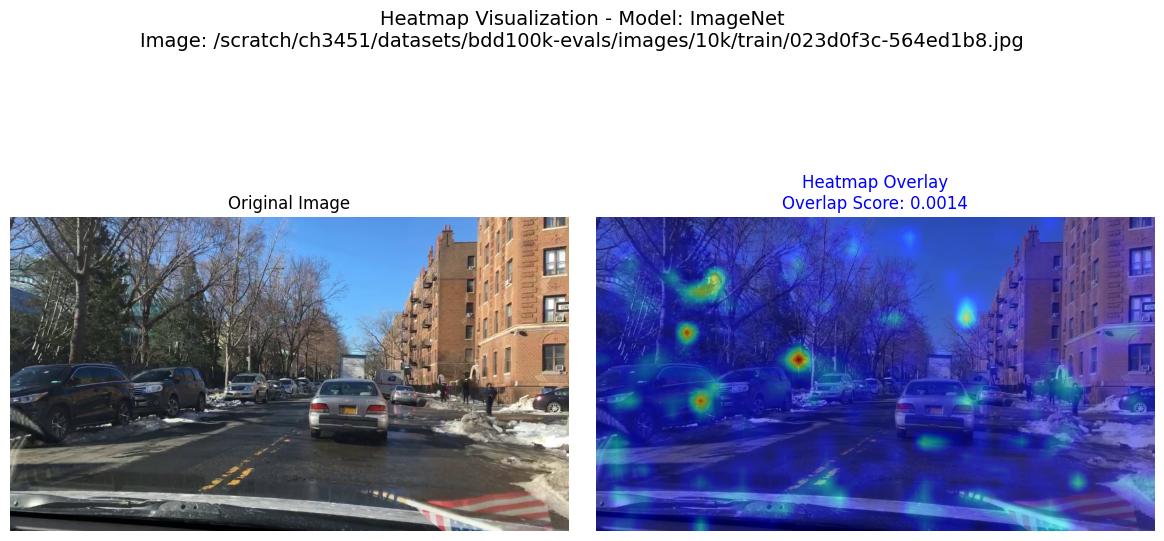 Heatmap Visualization - Model: ImageNet
Image: /scratch/ch3451/datasets/bdd100k-evals/images/10k/train/023d0f3c-564ed1b8.jpg
Original Image
Heatmap Overlay
Overlap Score: 0.0014